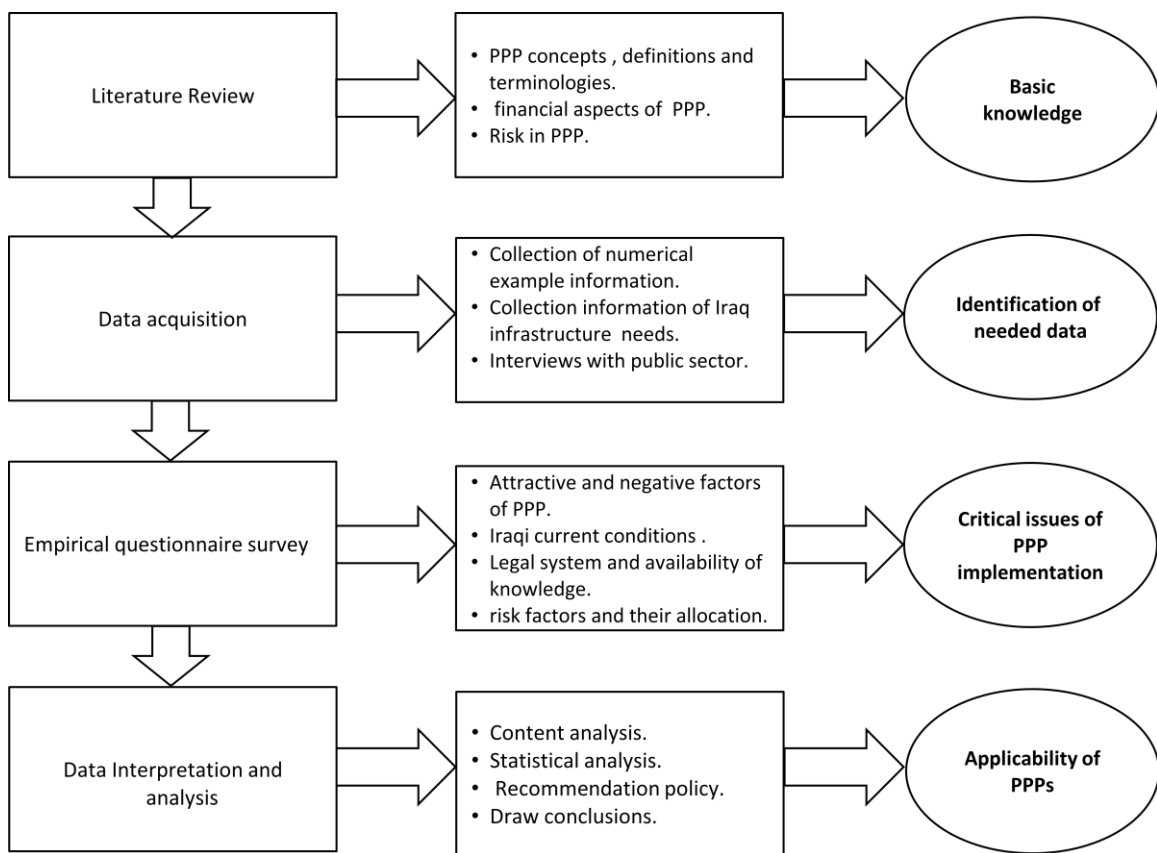 Literature Review
• PPP concepts , definitions and
terminologies.
• financial aspects of PPP.
• Risk in PPP.
Basic
knowledge
Data acquisition
• Collection of numerical
example information.
• Collection information of Iraq
infrastructure needs.
• Interviews with public sector.
Identification of
needed data
Empirical questionnaire survey
• Attractive and negative factors
of PPP.
• Iraqi current conditions .
• Legal system and availability of
knowledge.
• risk factors and their allocation.
Critical issues of
PPP
implementation
Data Interpretation and
analysis
• Content analysis.
• Statistical analysis.
• Recommendation policy.
• Draw conclusions.
Applicability of
PPPs